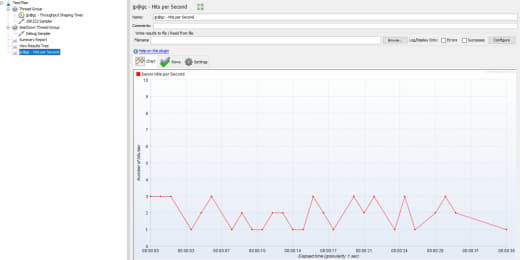 Test Plan
Thread Group
jp@gc - Throughput Shaping Timer
JSR223 Sampler
tearDown Thread Group
Debug Sampler
Summary Report
View Results Tree
jp@gc - Hits per Second
jp@gc - Hits per Second
Name: jp@gc - Hits per Second
Comments:
Write results to file / Read from file
Filename Browse... Log/Display Only: Errors Successes Configure
Help on this plugin
Chart Rows Settings
Server Hits per Second
10
9
8
7
6
5
4
3
2
1
0
Number of hits /sec
00:00:00 00:00:03 00:00:07 00:00:10 00:00:14 00:00:17 00:00:21 00:00:24 00:00:28 00:00:31 00:00:35
Elapsed time (granularity: 1 sec)